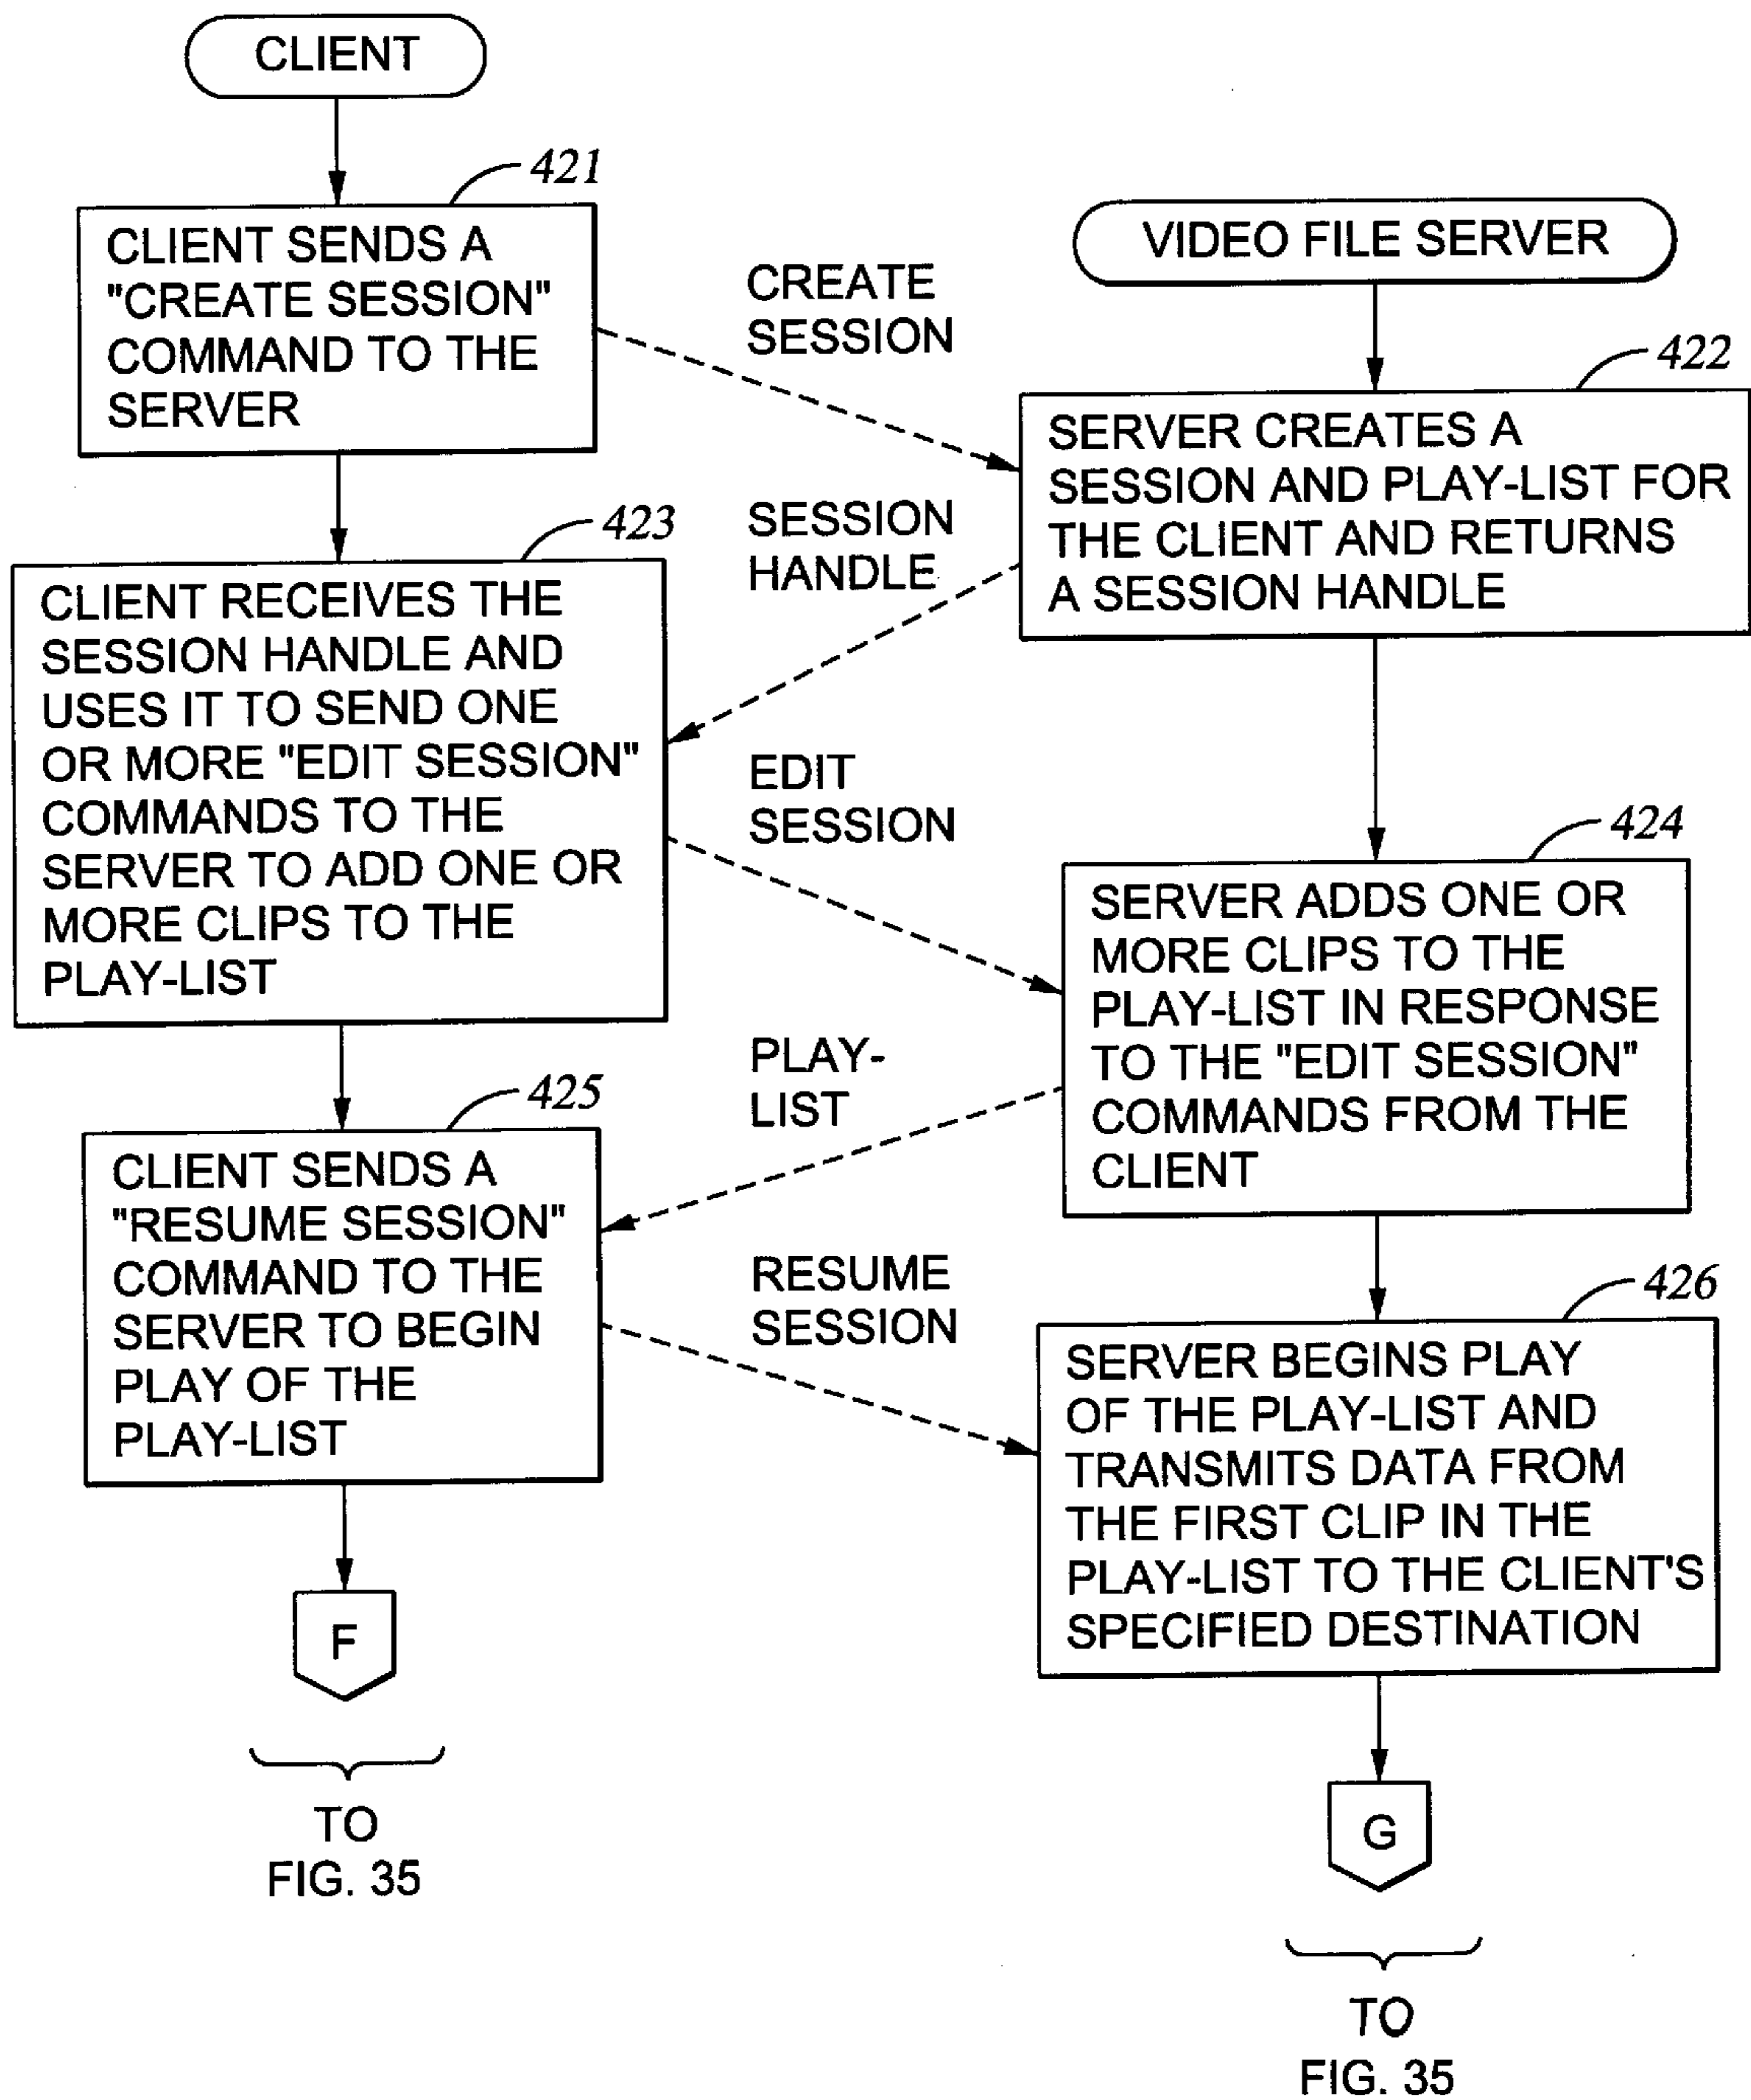 CLIENT
421
CLIENT SENDS A
"CREATE SESSION"
COMMAND TO THE
SERVER
CREATE
SESSION
VIDEO FILE SERVER
422
SERVER CREATES A
SESSION AND PLAY-LIST FOR
THE CLIENT AND RETURNS
A SESSION HANDLE
SESSION
HANDLE
423
CLIENT RECEIVES THE
SESSION HANDLE AND
USES IT TO SEND ONE
OR MORE "EDIT SESSION"
COMMANDS TO THE
SERVER TO ADD ONE OR
MORE CLIPS TO THE
PLAY-LIST
EDIT
SESSION
424
SERVER ADDS ONE OR
MORE CLIPS TO THE
PLAY-LIST IN RESPONSE
TO THE "EDIT SESSION"
COMMANDS FROM THE
CLIENT
PLAY-
LIST
425
CLIENT SENDS A
"RESUME SESSION"
COMMAND TO THE
SERVER TO BEGIN
PLAY OF THE
PLAY-LIST
RESUME
SESSION
426
SERVER BEGINS PLAY
OF THE PLAY-LIST AND
TRANSMITS DATA FROM
THE FIRST CLIP IN THE
PLAY-LIST TO THE CLIENT'S
SPECIFIED DESTINATION
F
TO
FIG. 35
G
TO
FIG. 35